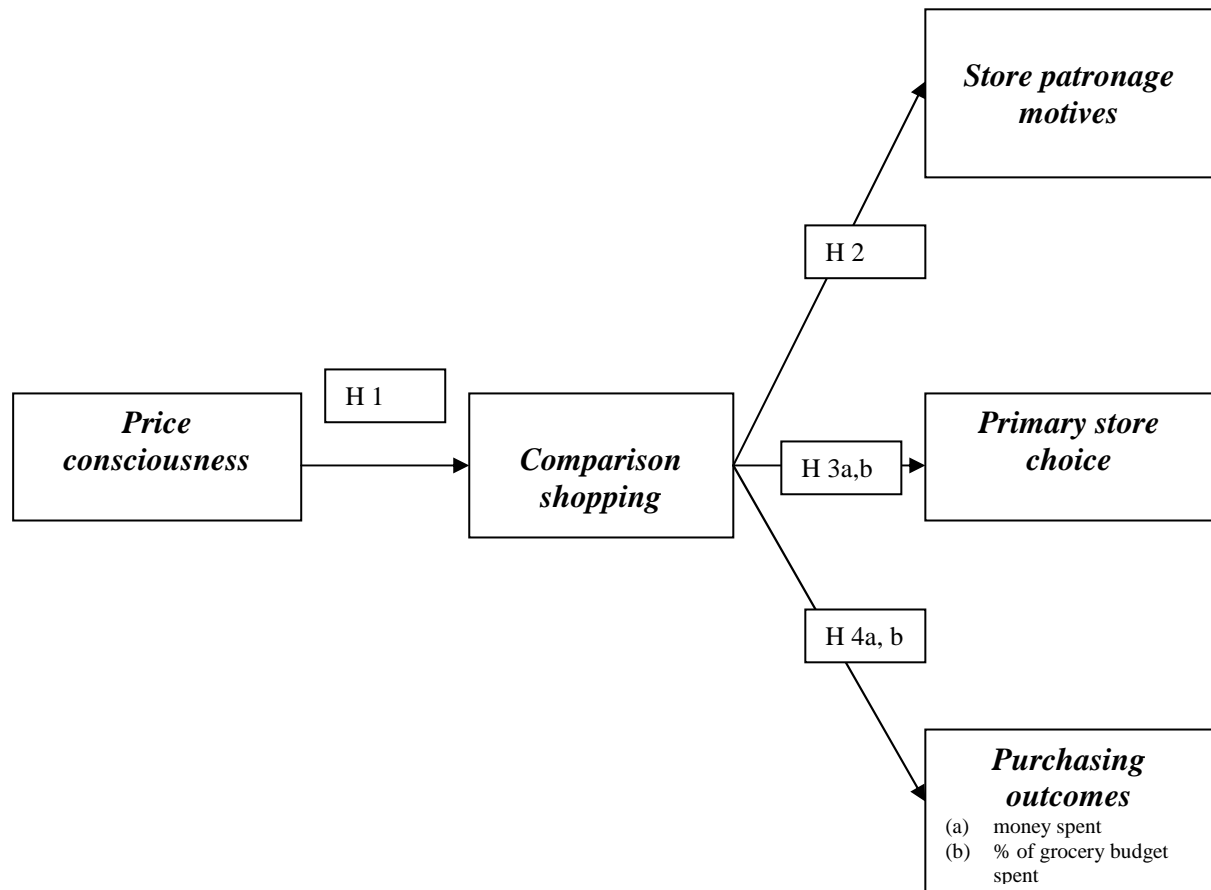 Store patronage
motives
H 2
Price
consciousness
H 1
Comparison
shopping
H 3a,b
Primary store
choice
H 4a, b
Purchasing
outcomes
(a) money spent
(b) % of grocery budget
spent